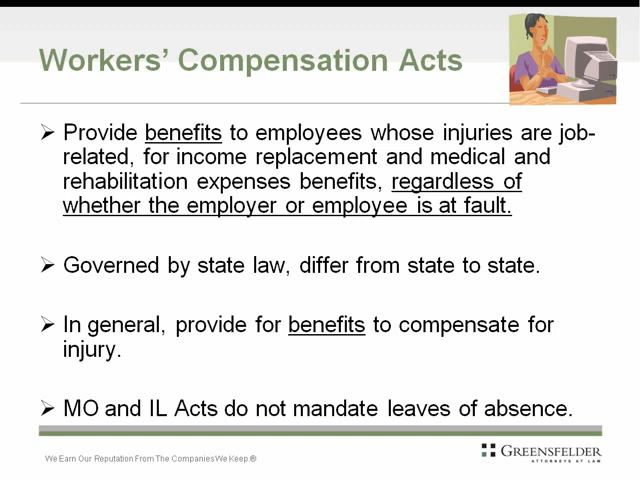 Workers’ Compensation Acts
➢ Provide benefits to employees whose injuries are job-
related, for income replacement and medical and
rehabilitation expenses benefits, regardless of
whether the employer or employee is at fault.
➢ Governed by state law, differ from state to state.
➢ In general, provide for benefits to compensate for
injury.
➢ MO and IL Acts do not mandate leaves of absence.
We Earn Our Reputation From The Companies We Keep.®
GREENSFELDER
ATTORNEYS AT LAW